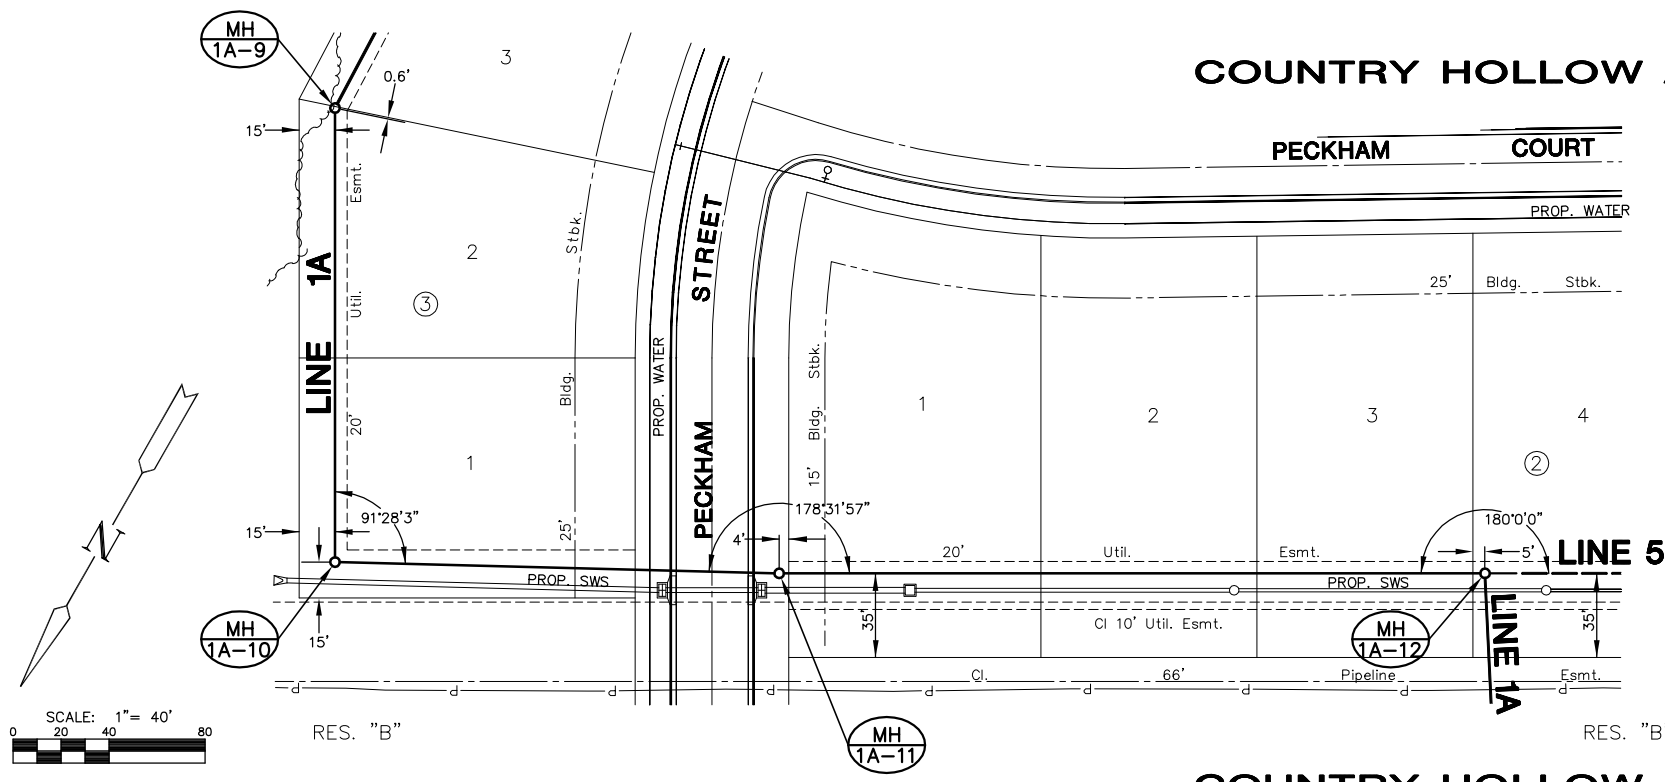 MH
1A-9
3
COUNTRY HOLLOW
0.6'
15'
PECKHAM COURT
Esmt.
PROP. WATER
STREET
Stbk.
LINE 1A
2
25' Bldg. Stbk.
Util.
3
PROP. WATER
Stbk.
Bldg.
1
2
3
4
20'
Bldg.
PECKHAM
1
2
15'
91°28'3"
178°31'57"
180°0'0"
15'
25'
4'
20' Util. Esmt.
5'
LINE 5
PROP. SWS
PROP. SWS
N
35'
35'
MH
1A-10
15'
Cl 10' Util. Esmt.
MH
1A-12
LINE 1A
Cl. 66' Pipeline Esmt.
SCALE: 1"= 40'
0 20 40 80
RES. "B"
MH
1A-11
RES. "B
COUNTRY HOLLOW